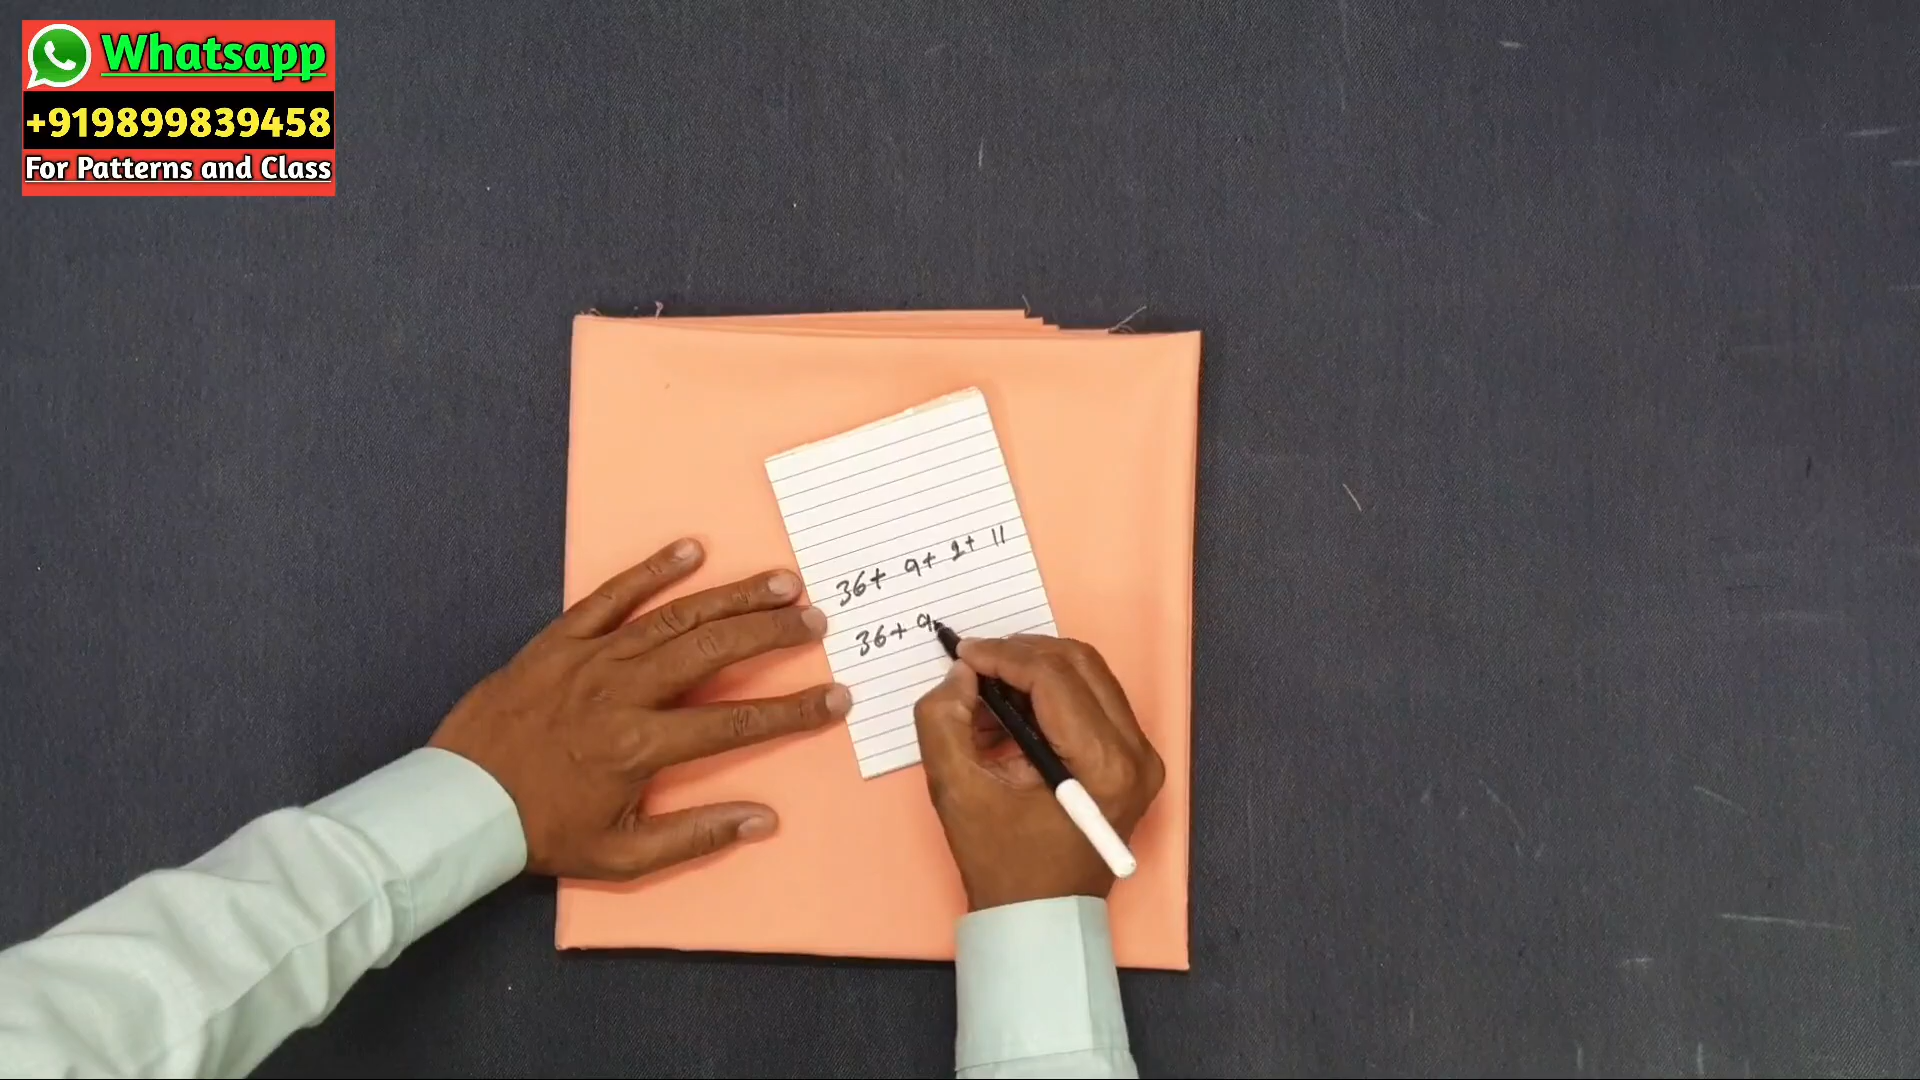 Whatsapp
+919899839458
For Patterns and Class
36+ 9+ 2+ 11
36+ 9